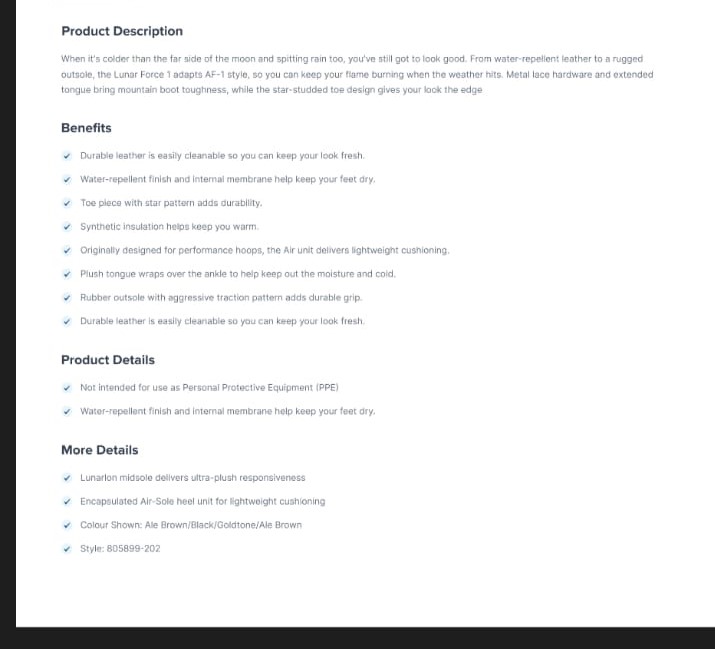 Product Description
When it's colder than the far side of the moon and spitting rain too, you've still got to look good. From water-repellent leather to a rugged
outsole, the Lunar Force 1 adapts AF-1 style, so you can keep your flame burning when the weather hits. Metal lace hardware and extended
tongue bring mountain boot toughness, while the star-studded toe design gives your look the edge
Benefits
Durable leather is easily cleanable so you can keep your look fresh.
Water-repellent finish and internal membrane help keep your feet dry.
Toe piece with star pattern adds durability.
Synthetic insulation helps keep you warm.
Originally designed for performance hoops, the Air unit delivers lightweight cushioning.
Plush tongue wraps over the ankle to help keep out the moisture and cold.
Rubber outsole with aggressive traction pattern adds durable grip.
Durable leather is easily cleanable so you can keep your look fresh.
Product Details
Not intended for use as Personal Protective Equipment (PPE)
Water-repellent finish and internal membrane help keep your feet dry.
More Details
Lunarlon midsole delivers ultra-plush responsiveness
Encapsulated Air-Sole heel unit for lightweight cushioning
Colour Shown: Ale Brown/Black/Goldtone/Ale Brown
Style: 805899-202